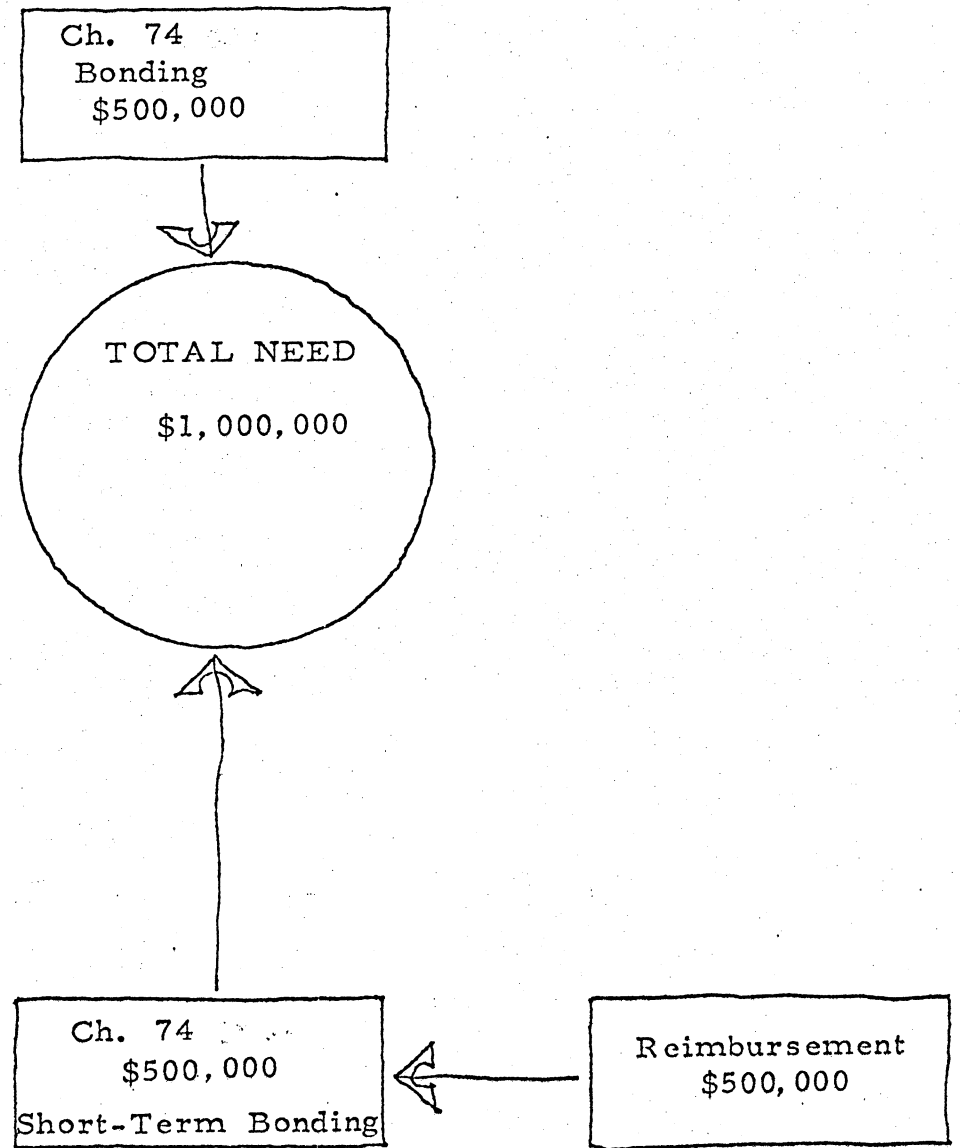 Ch. 74
Bonding
$500,000
TOTAL NEED
$1,000,000
Ch. 74
$500,000
Short-Term Bonding
Reimbursement
$500,000